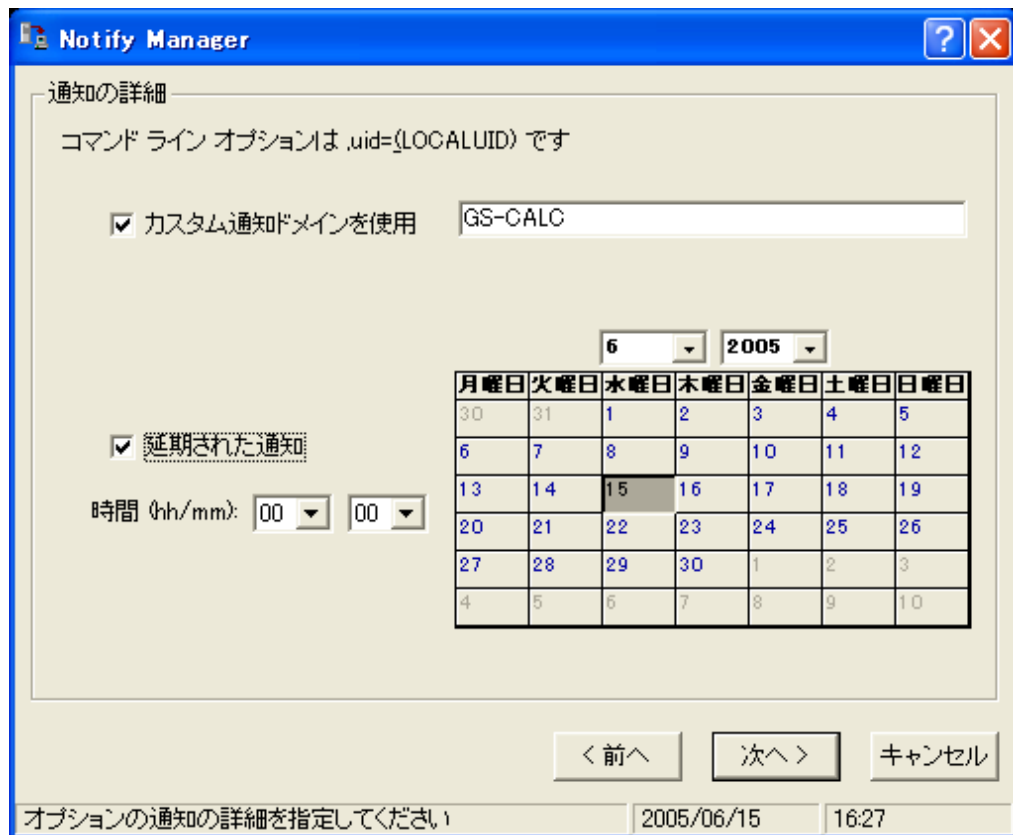 Notify Manager
通知の詳細
コマンド ライン オプションは ,uid=(LOCALUID) です
カスタム通知ドメインを使用 GS-CALC
6 2005
月曜日 火曜日 水曜日 木曜日 金曜日 土曜日 日曜日
30 31 1 2 3 4 5
延期された通知
6 7 8 9 10 11 12
13 14 15 16 17 18 19
時間 (hh/mm): 00 00
20 21 22 23 24 25 26
27 28 29 30 1 2 3
4 5 6 7 8 9 10
< 前へ 次へ > キャンセル
オプションの通知の詳細を指定してください 2005/06/15 16:27